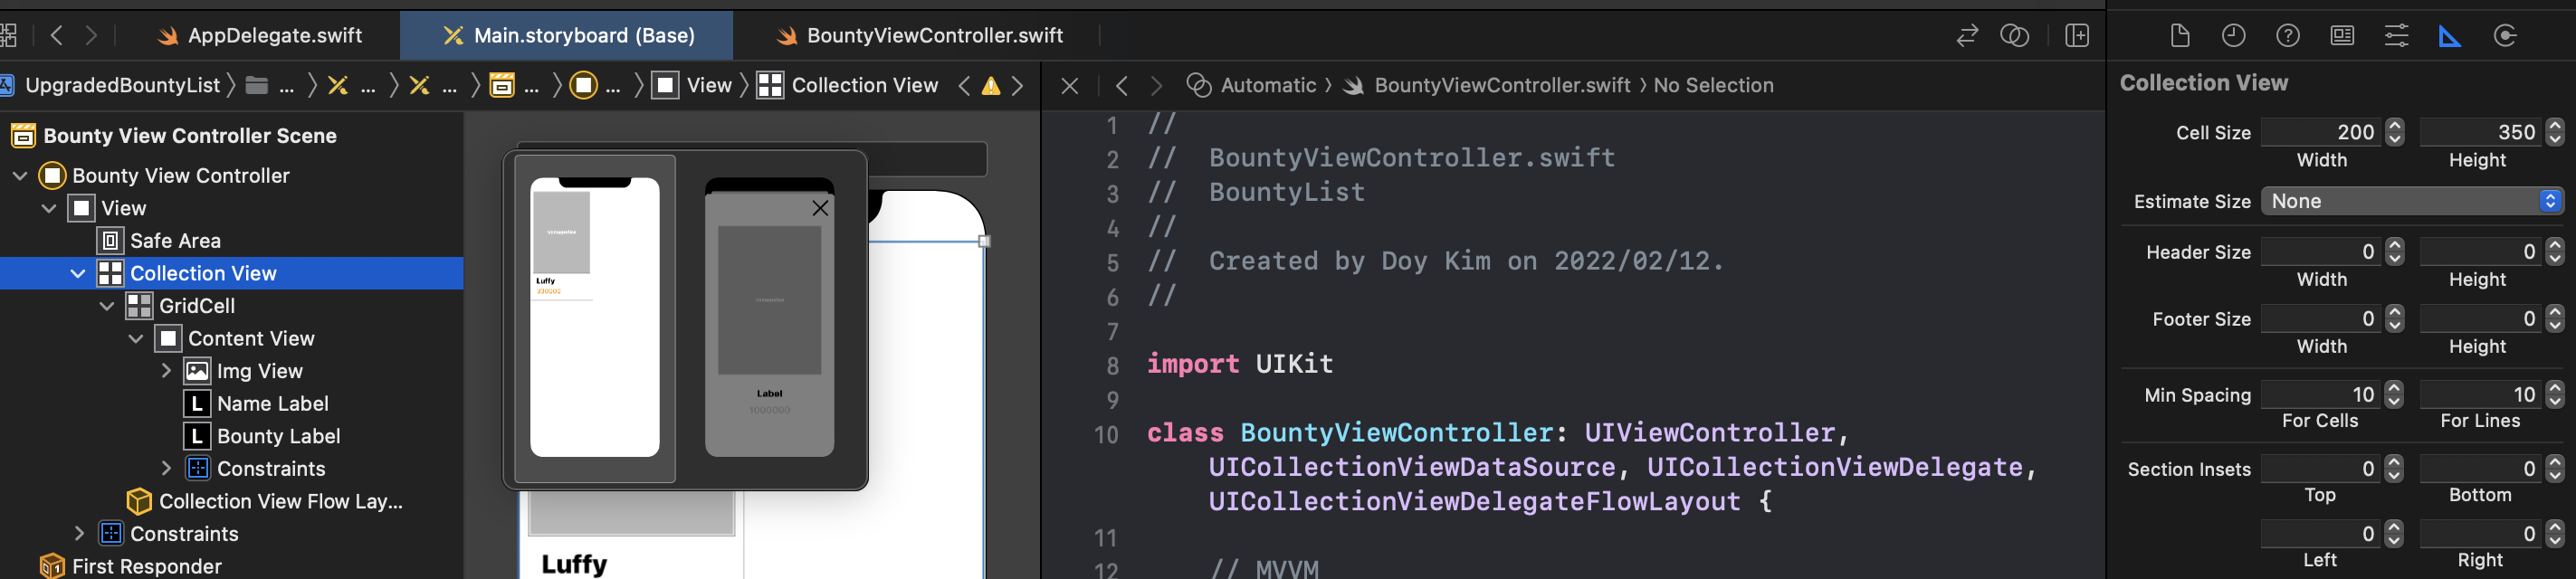 AppDelegate.swift
Main.storyboard (Base)
BountyViewController.swift
UpgradedBountyList
...
...
...
...
...
View
Collection View
Bounty View Controller Scene
Bounty View Controller
View
Safe Area
Collection View
GridCell
Content View
Img View
L Name Label
L Bounty Label
Constraints
Collection View Flow Lay...
Constraints
First Responder
Luffy
330000
Label
1000000
Luffy
Automatic
BountyViewController.swift
No Selection
1 //
2 // BountyViewController.swift
3 // BountyList
4 //
5 // Created by Doy Kim on 2022/02/12.
6 //
7
8 import UIKit
9
10 class BountyViewController: UIViewController,
UICollectionViewDataSource, UICollectionViewDelegate,
UICollectionViewDelegateFlowLayout {
11
12 // MVVM
Collection View
Cell Size 200 350
Width Height
Estimate Size None
Header Size 0 0
Width Height
Footer Size 0 0
Width Height
Min Spacing 10 10
For Cells For Lines
Section Insets 0 0
Top Bottom
0 0
Left Right